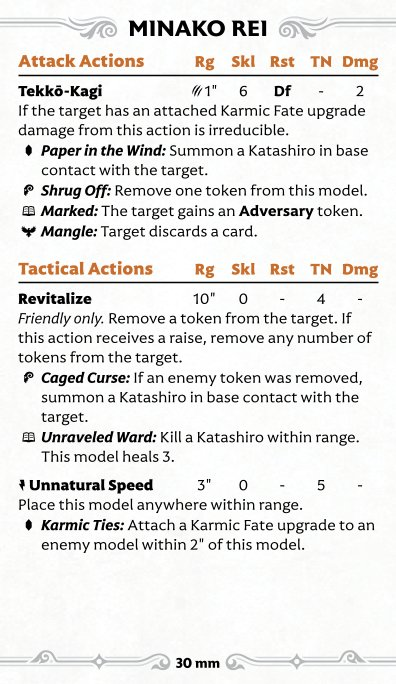 MINAKO REI
Attack Actions Rg Skl Rst TN Dmg
Tekkō-Kagi 1" 6 Df - 2
If the target has an attached Karmic Fate upgrade
damage from this action is irreducible.
Paper in the Wind: Summon a Katashiro in base
contact with the target.
Shrug Off: Remove one token from this model.
Marked: The target gains an Adversary token.
Mangle: Target discards a card.
Tactical Actions Rg Skl Rst TN Dmg
Revitalize 10" 0 - 4 -
Friendly only. Remove a token from the target. If
this action receives a raise, remove any number of
tokens from the target.
Caged Curse: If an enemy token was removed,
summon a Katashiro in base contact with the
target.
Unraveled Ward: Kill a Katashiro within range.
This model heals 3.
Unnatural Speed 3" 0 - 5 -
Place this model anywhere within range.
Karmic Ties: Attach a Karmic Fate upgrade to an
enemy model within 2" of this model.
30 mm